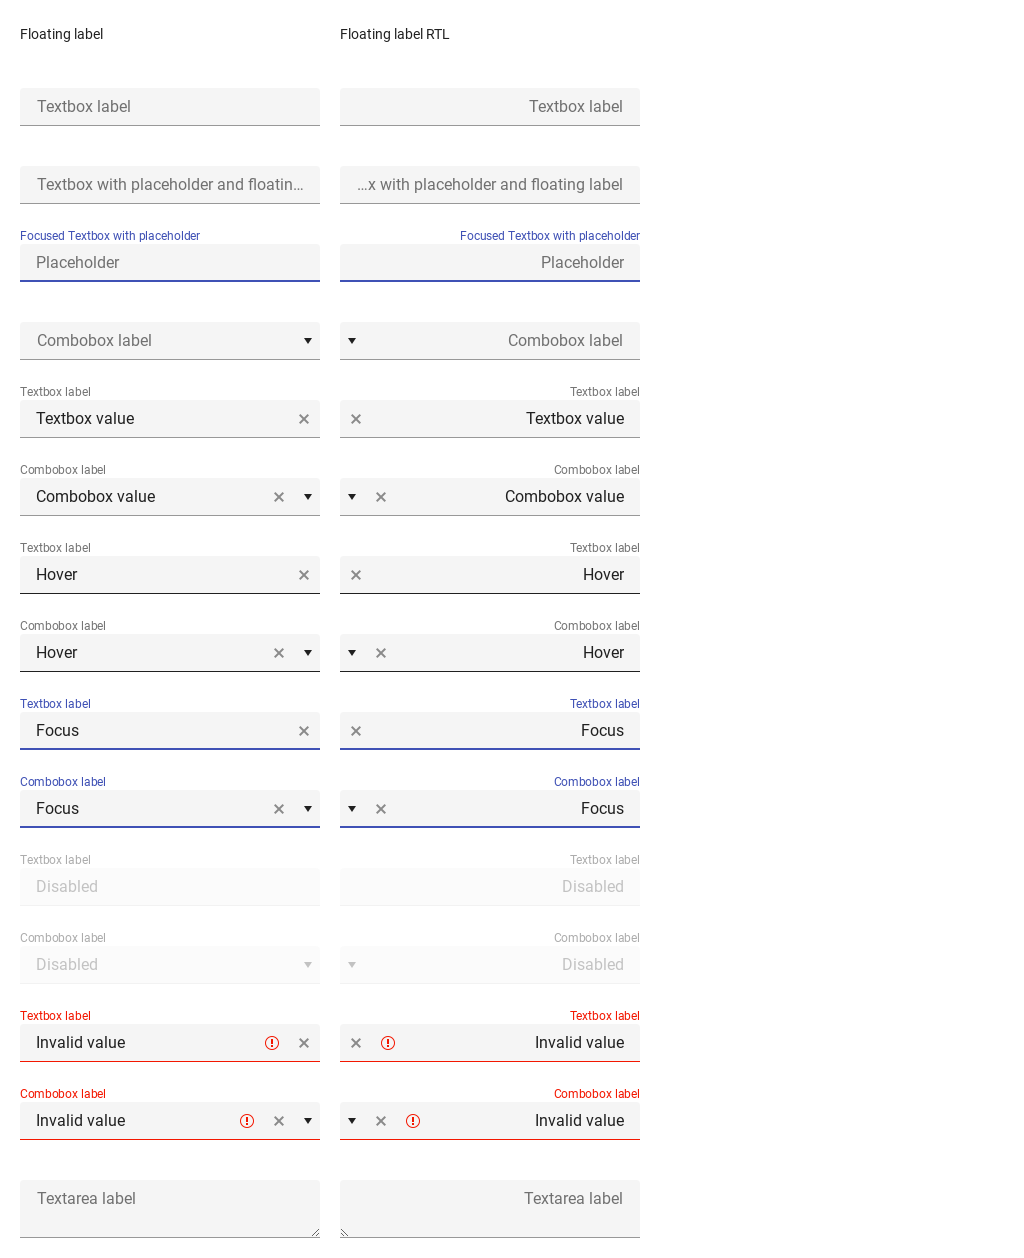 Floating label
Floating label RTL
Textbox label
Textbox label
Textbox with placeholder and floatin...
...x with placeholder and floating label
Focused Textbox with placeholder
Focused Textbox with placeholder
Placeholder
Placeholder
Combobox label
Combobox label
Textbox label
Textbox label
Textbox value
Textbox value
Combobox label
Combobox label
Combobox value
Combobox value
Textbox label
Textbox label
Hover
Hover
Combobox label
Combobox label
Hover
Hover
Textbox label
Textbox label
Focus
Focus
Combobox label
Combobox label
Focus
Focus
Textbox label
Textbox label
Disabled
Disabled
Combobox label
Combobox label
Disabled
Disabled
Textbox label
Textbox label
Invalid value
Invalid value
Combobox label
Combobox label
Invalid value
Invalid value
Textarea label
Textarea label